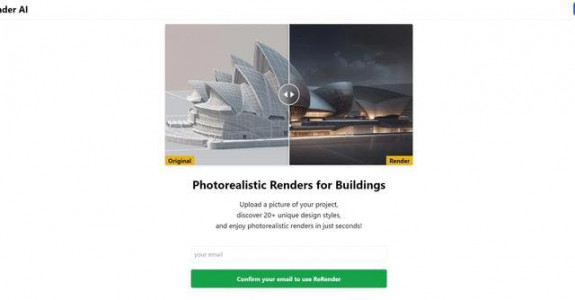 nder AI
Original
Render
Photorealistic Renders for Buildings
Upload a picture of your project,
discover 20+ unique design styles,
and enjoy photorealistic renders in just seconds!
your email
Confirm your email to use ReRender